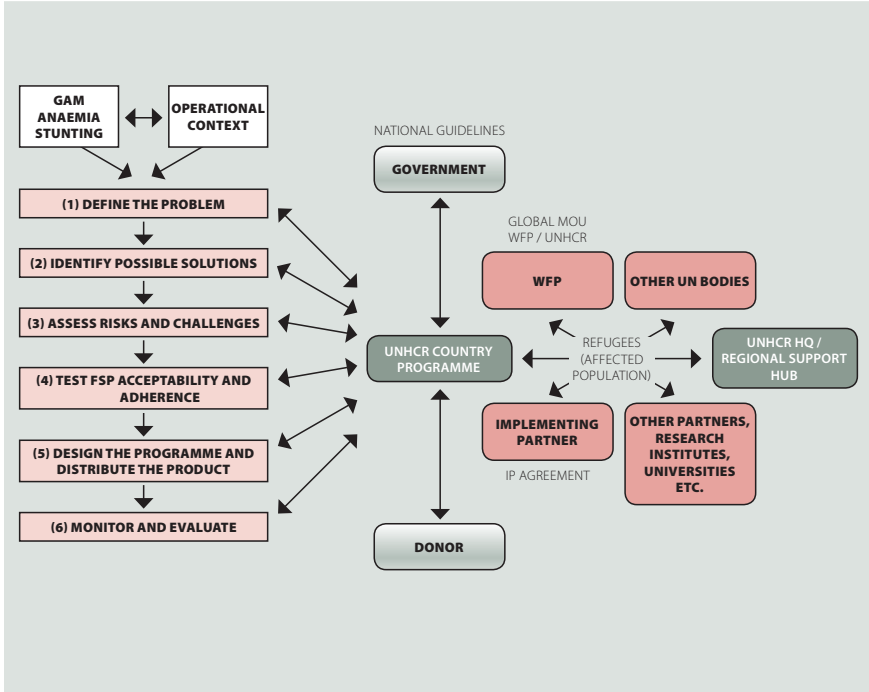 GAM
ANAEMIA
STUNTING
OPERATIONAL
CONTEXT
(1) DEFINE THE PROBLEM
(2) IDENTIFY POSSIBLE SOLUTIONS
(3) ASSESS RISKS AND CHALLENGES
(4) TEST FSP ACCEPTABILITY AND
ADHERENCE
(5) DESIGN THE PROGRAMME AND
DISTRIBUTE THE PRODUCT
(6) MONITOR AND EVALUATE
NATIONAL GUIDELINES
GOVERNMENT
UNHCR COUNTRY
PROGRAMME
DONOR
GLOBAL MOU
WFP / UNHCR
WFP
OTHER UN BODIES
REFUGEES
(AFFECTED
POPULATION)
UNHCR HQ /
REGIONAL SUPPORT
HUB
IMPLEMENTING
PARTNER
IP AGREEMENT
OTHER PARTNERS,
RESEARCH
INSTITUTES,
UNIVERSITIES
ETC.